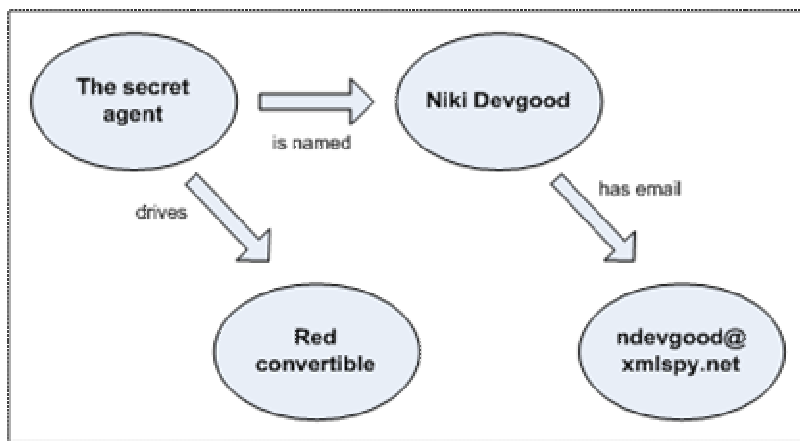 The secret
agent
is named
Niki Devgood
drives
has email
Red
convertible
ndevgood@
xmlspy.net